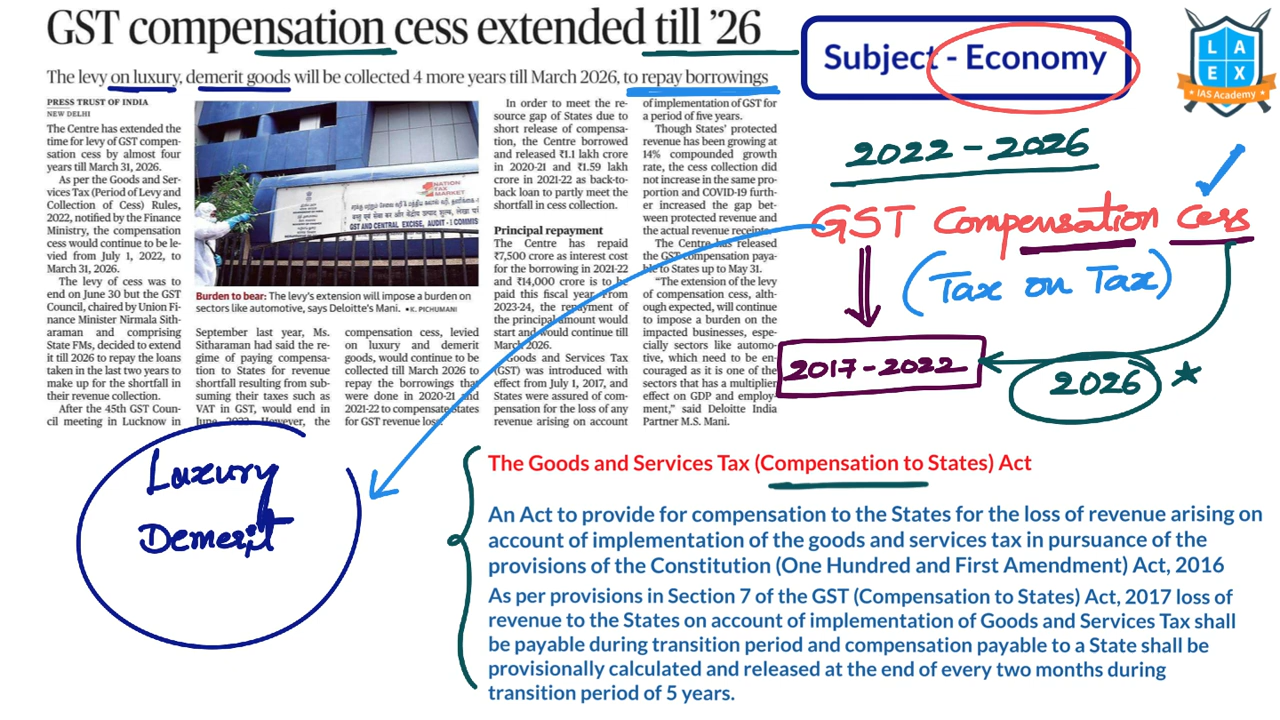 GST compensation cess extended till '26
The levy on luxury, demerit goods will be collected 4 more years till March 2026, to repay borrowings
PRESS TRUST OF INDIA
NEW DELHI
The Centre has extended the
time for levy of GST compen-
sation cess by almost four
years till March 31, 2026.
As per the Goods and Ser-
vices Tax (Period of Levy and
Collection of Cess) Rules,
2022, notified by the Finance
Ministry, the compensation
cess would continue to be le-
vied from July 1, 2022, to
March 31, 2026.
The levy of cess was to
end on June 30 but the GST
Council, chaired by Union Fi-
nance Minister Nirmala Sith-
araman and comprising
State FMs, decided to extend
it till 2026 to repay the loans
taken in the last two years to
make up for the shortfall in
their revenue collection.
After the 45th GST Coun-
cil meeting in Lucknow in
NATION
TAX
MARKET
GST AND CENTRAL EXCISE, AUDIT-I COMMIS
Burden to bear: The levy's extension will impose a burden on
sectors like automotive, says Deloitte's Mani. •K. PICHUMANI
September last year, Ms.
Sitharaman had said the re-
gime of paying compensa-
tion to States for revenue
shortfall resulting from sub-
suming their taxes such as
VAT in GST, would end in
June 2022. However, the
compensation cess, levied
on luxury and demerit
goods, would continue to be
collected till March 2026 to
repay the borrowings that
were done in 2020-21 and
2021-22 to compensate States
for GST revenue loss.
In order to meet the re-
source gap of States due to
short release of compensa-
tion, the Centre borrowed
and released ₹1.1 lakh crore
in 2020-21 and ₹1.59 lakh
crore in 2021-22 as back-to-
back loan to partly meet the
shortfall in cess collection.
Principal repayment
The Centre has repaid
₹7,500 crore as interest cost
for the borrowing in 2021-22
and ₹14,000 crore is to be
paid this fiscal year. From
2023-24, the repayment of
the principal amount would
start and would continue till
March 2026.
Goods and Services Tax
(GST) was introduced with
effect from July 1, 2017, and
States were assured of com-
pensation for the loss of any
revenue arising on account
of implementation of GST for
a period of five years.
Though States' protected
revenue has been growing at
14% compounded growth
rate, the cess collection did
not increase in the same pro-
portion and COVID-19 furth-
er increased the gap between
protected revenue and
the actual revenue receipts.
The Centre has released
the GST compensation paya-
ble to States up to May 31.
"The extension of the levy
of compensation cess, alth-
ough expected, will continue
to impose a burden on the
impacted businesses, espe-
cially sectors like automo-
tive, which need to be en-
couraged as it is one of the
sectors that has a multiplier
effect on GDP and employ-
ment," said Deloitte India
Partner M.S. Mani.
Subject - Economy
L A
E X
IAS Academy
2022 - 2026
GST Compensation Cess
(Tax on Tax)
2017 - 2022
2026
Luxury
Demerit
The Goods and Services Tax (Compensation to States) Act
An Act to provide for compensation to the States for the loss of revenue arising on
account of implementation of the goods and services tax in pursuance of the
provisions of the Constitution (One Hundred and First Amendment) Act, 2016
As per provisions in Section 7 of the GST (Compensation to States) Act, 2017 loss of
revenue to the States on account of implementation of Goods and Services Tax shall
be payable during transition period and compensation payable to a State shall be
provisionally calculated and released at the end of every two months during
transition period of 5 years.